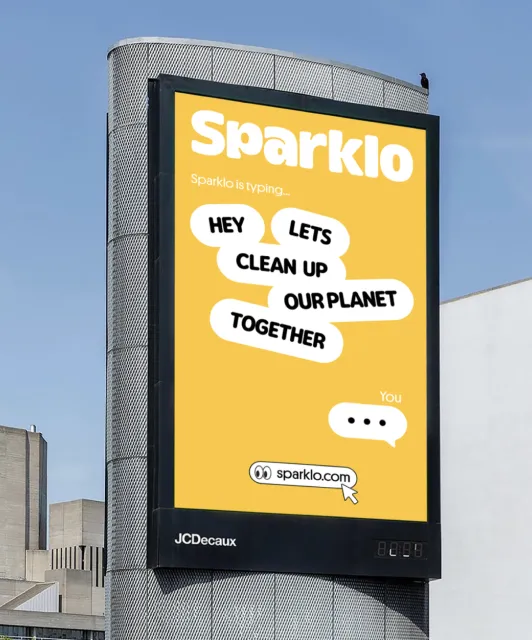 Sparklo
Sparklo is typing...
HEY
LETS
CLEAN UP
OUR PLANET
TOGETHER
You
...
sparklo.com
JCDecaux